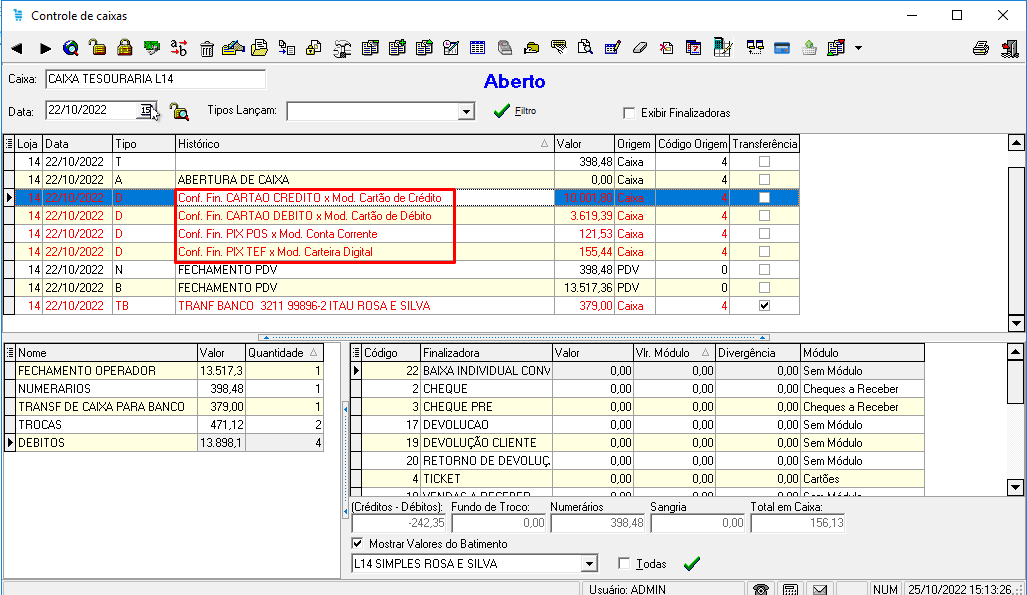 Controle de caixas
Caixa: CAIXA TESOURARIA L14
Aberto
Data: 22/10/2022 15 Tipos Lançam: Filtro Exibir Finalizadoras
Loja Data Tipo Histórico Valor Origem Código Origem Transferência
14 22/10/2022 T 398,48 Caixa 4
14 22/10/2022 A ABERTURA DE CAIXA 0,00 Caixa 4
14 22/10/2022 D Conf. Fin. CARTAO CREDITO x Mod. Cartão de Crédito Caixa 4
14 22/10/2022 D Conf. Fin. CARTAO DEBITO x Mod. Cartão de Débito 3.619,39 Caixa 4
14 22/10/2022 D Conf. Fin. PIX POS x Mod. Conta Corrente 121,53 Caixa 4
14 22/10/2022 D Conf. Fin. PIX TEF x Mod. Carteira Digital 155,44 Caixa 4
14 22/10/2022 N FECHAMENTO PDV 398,48 PDV 0
14 22/10/2022 B FECHAMENTO PDV 13.517,36 PDV 0
14 22/10/2022 TB TRANF BANCO 3211 99896-2 ITAU ROSA E SILVA 379,00 Caixa 4
Nome Valor Quantidade
FECHAMENTO OPERADOR 13.517,3 1
NUMERARIOS 398,48 1
TRANSF DE CAIXA PARA BANCO 379,00 1
TROCAS 471,12 2
DEBITOS 13.898,1 4
Código Finalizadora Valor Vlr. Módulo Divergência Módulo
22 BAIXA INDIVIDUAL CONV 0,00 0,00 0,00 Sem Módulo
2 CHEQUE 0,00 0,00 0,00 Cheques a Receber
3 CHEQUE PRE 0,00 0,00 0,00 Cheques a Receber
17 DEVOLUCAO 0,00 0,00 0,00 Sem Módulo
19 DEVOLUÇÃO CLIENTE 0,00 0,00 0,00 Sem Módulo
20 RETORNO DE DEVOLUÇ 0,00 0,00 0,00 Sem Módulo
4 TICKET 0,00 0,00 0,00 Cartões
VENDAS A RECEBER 0,00 0,00 0,00 Sem Módulo
(Créditos - Débitos): Fundo de Troco: Numerários Sangria Total em Caixa:
-242,35 0,00 398,48 0,00 156,13
Mostrar Valores do Batimento
L14 SIMPLES ROSA E SILVA Todas
Usuário: ADMIN NUM 25/10/2022 15:13:26